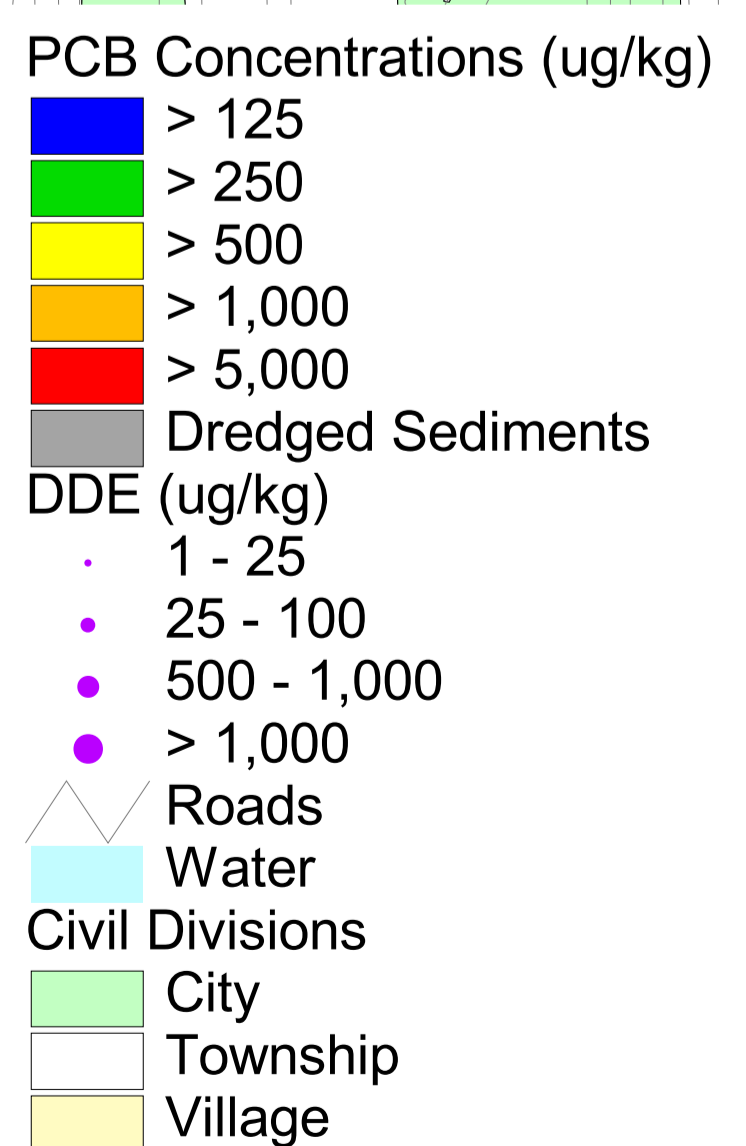 PCB Concentrations (ug/kg)
> 125
> 250
> 500
> 1,000
> 5,000
Dredged Sediments
DDE (ug/kg)
1 - 25
25 - 100
500 - 1,000
> 1,000
Roads
Water
Civil Divisions
City
Township
Village